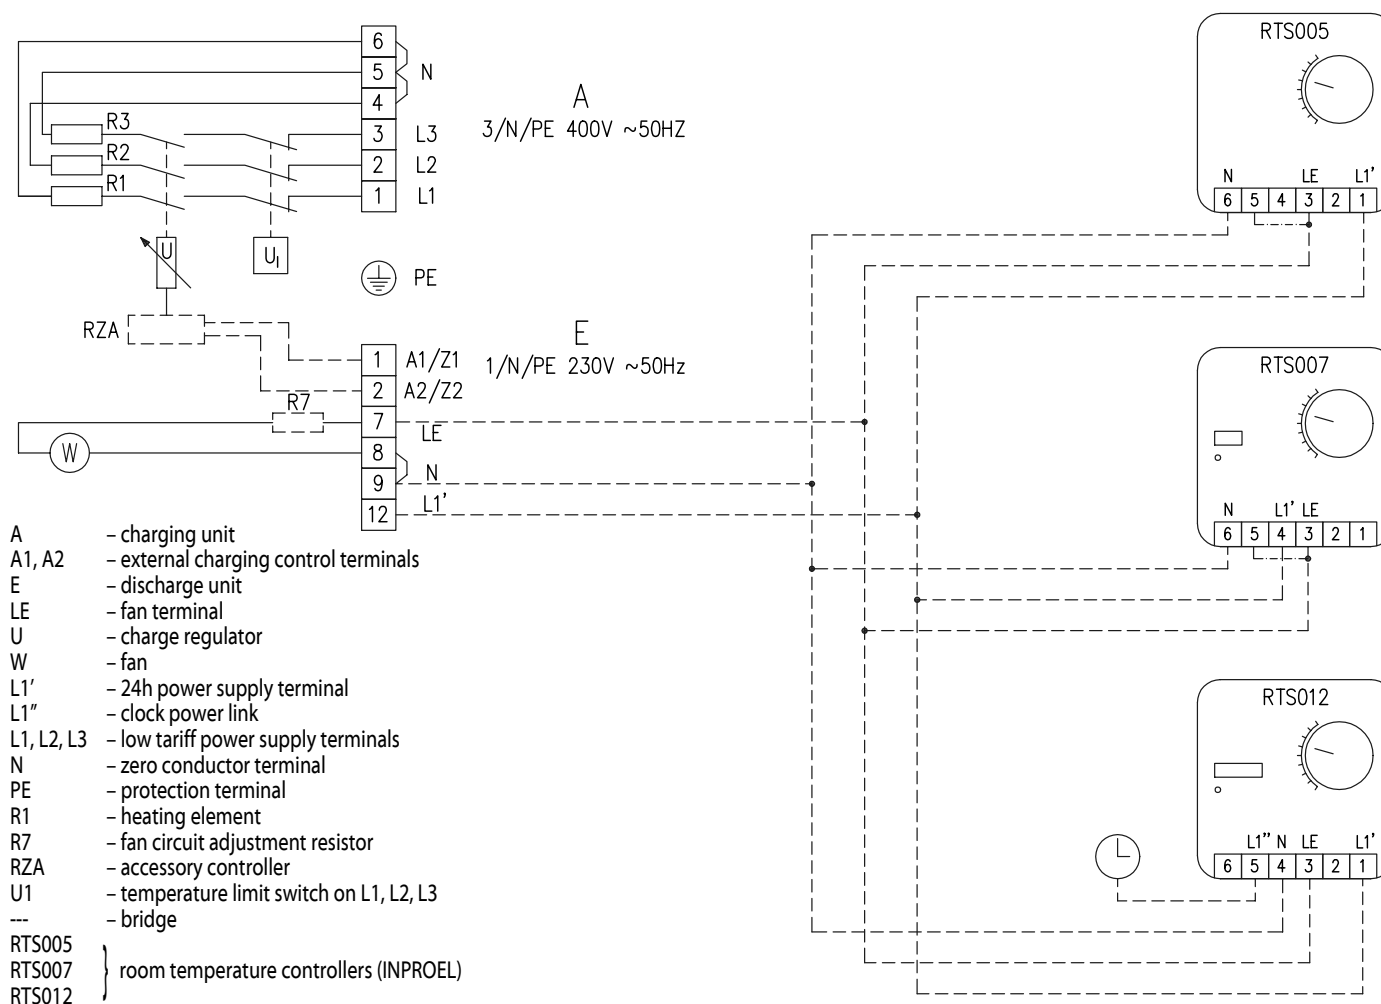 6
5
N
4
R3
3
L3
R2
2
L2
R1
1
L1
A
3/N/PE 400V ~50HZ
U
U1
PE
RZA
E
1/N/PE 230V ~50Hz
1
A1/Z1
2
A2/Z2
R7
7
LE
W
8
9
N
12
L1'
RTS005
N LE L1'
6 5 4 3 2 1
RTS007
N L1' LE
6 5 4 3 2 1
RTS012
L1" N LE L1'
6 5 4 3 2 1
A – charging unit
A1, A2 – external charging control terminals
E – discharge unit
LE – fan terminal
U – charge regulator
W – fan
L1' – 24h power supply terminal
L1" – clock power link
L1, L2, L3 – low tariff power supply terminals
N – zero conductor terminal
PE – protection terminal
R1 – heating element
R7 – fan circuit adjustment resistor
RZA – accessory controller
U1 – temperature limit switch on L1, L2, L3
--- – bridge
RTS005
RTS007 } room temperature controllers (INPROEL)
RTS012